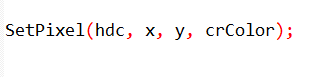 SetPixel(hdc, x, y, crColor);